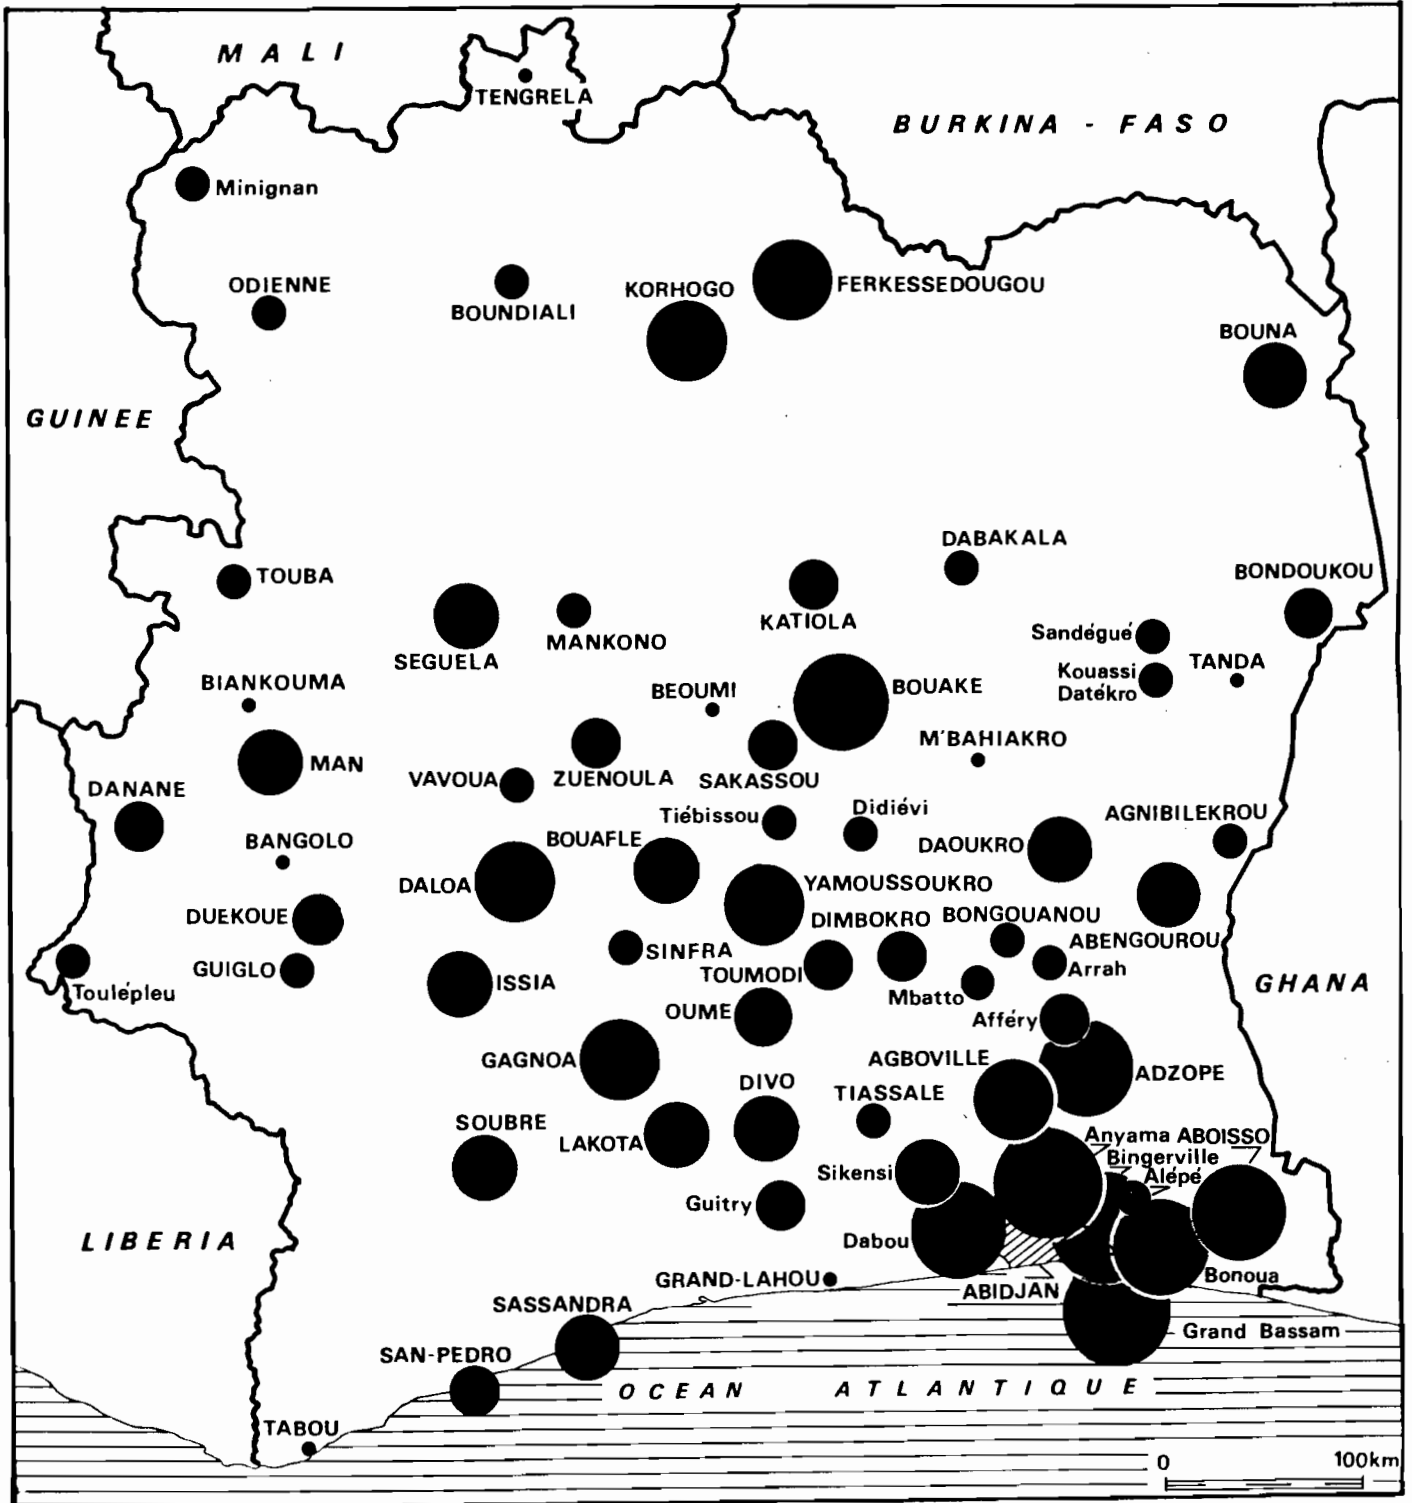 MALI
TENGRELA
BURKINA - FASO
Minignan
ODIENNE
BOUNDIALI
KORHOGO
FERKESSEDOUGOU
BOUNA
GUINEE
DABAKALA
TOUBA
BONDOUKOU
KATIOLA
MANKONO
Sandégué
SEGUELA
Kouassi
Datékro
TANDA
BIANKOUMA
BEOUMI
BOUAKE
M'BAHIAKRO
MAN
VAVOUA
ZUENOULA
SAKASSOU
DANANE
Tiébissou
Didiévi
AGNIBILEKROU
BANGOLO
BOUAFLE
DAOUKRO
DALOA
YAMOUSSOUKRO
DUEKOUE
DIMBOKRO
BONGOUANOU
ABENGOUROU
SINFRA
GUIGLO
TOUMODI
Arrah
ISSIA
Toulépleu
Mbatto
GHANA
OUME
Afféry
GAGNOA
AGBOVILLE
ADZOPE
DIVO
TIASSALE
SOUBRE
LAKOTA
Anyama
ABOISSO
Bingerville
Alépé
Sikensi
Guitry
LIBERIA
Dabou
GRAND-LAHOU
ABIDJAN
Bonoua
SASSANDRA
Grand Bassam
SAN-PEDRO
OCEAN ATLANTIQUE
TABOU
0 100km